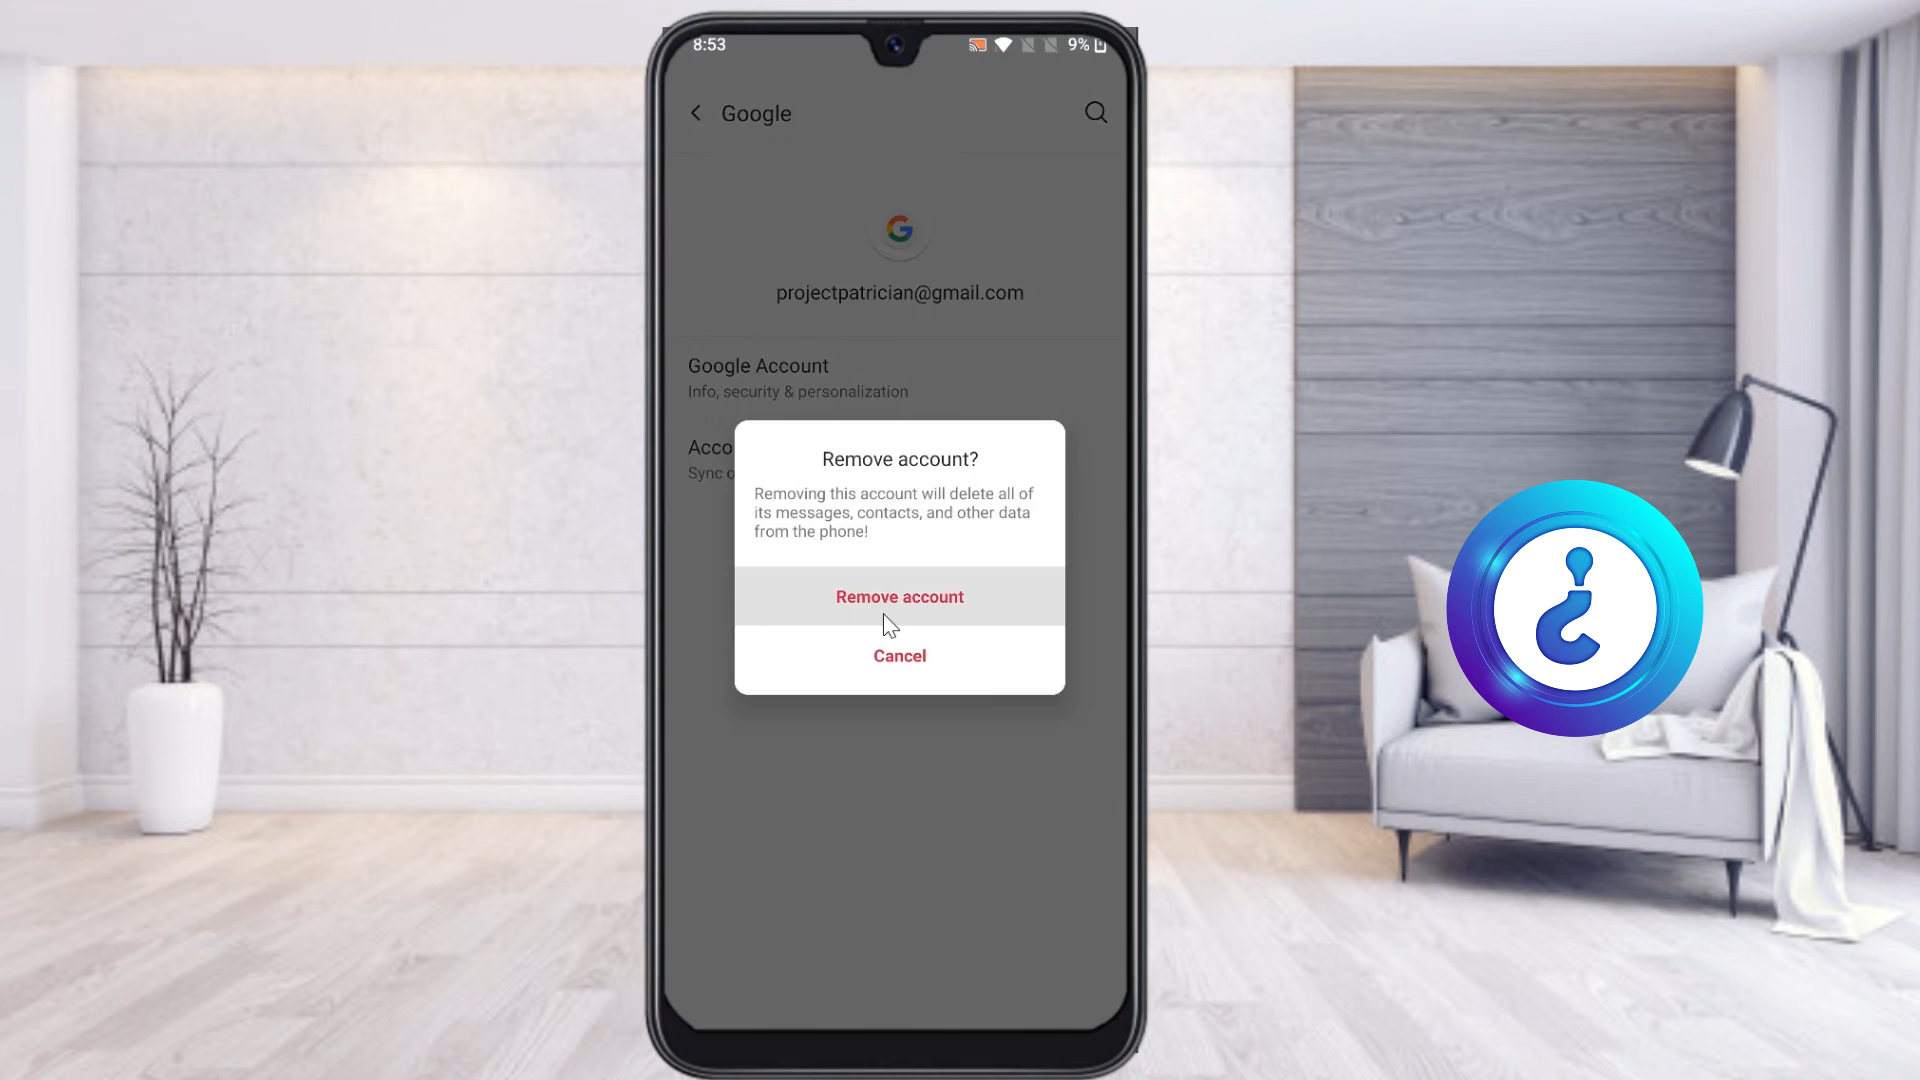 8:53
9%
Google
projectpatrician@gmail.com
Google Account
Info, security & personalization
Acco
Sync o
Remove account?
Removing this account will delete all of
its messages, contacts, and other data
from the phone!
Remove account
Cancel